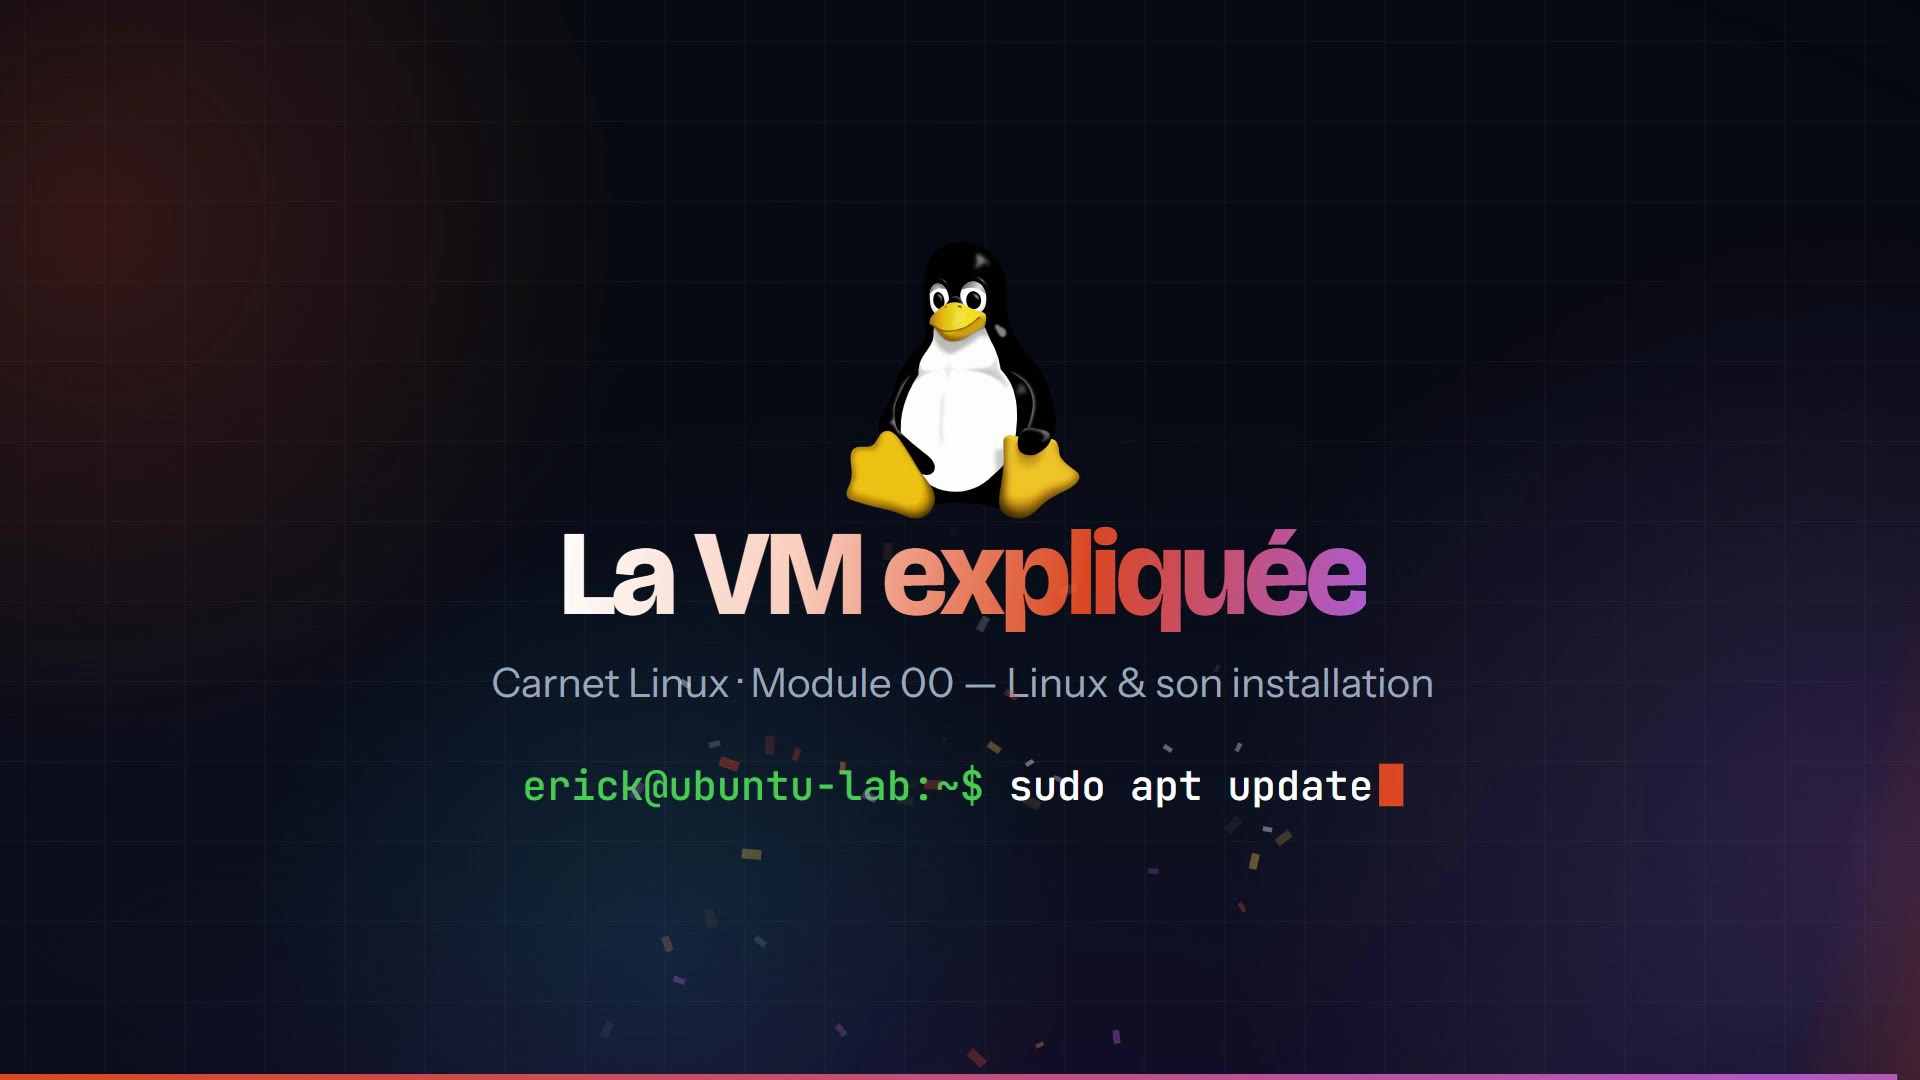 La VM expliquée
Carnet Linux · Module 00 — Linux & son installation
erick@ubuntu-lab:~$ sudo apt update